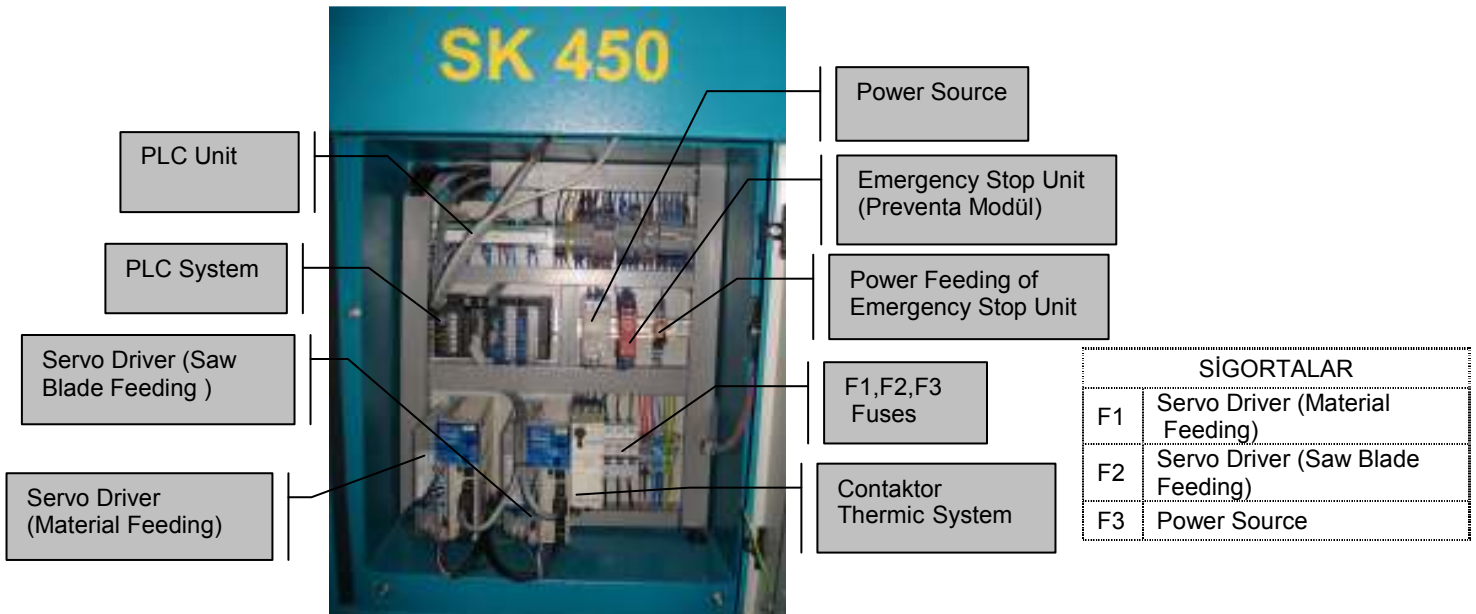 SK 450
PLC Unit
PLC System
Servo Driver (Saw
Blade Feeding )
Servo Driver
(Material Feeding)
Power Source
Emergency Stop Unit
(Preventa Modül)
Power Feeding of
Emergency Stop Unit
F1,F2,F3
Fuses
Contaktor
Thermic System
SİGORTALAR
F1 Servo Driver (Material
Feeding)
F2 Servo Driver (Saw Blade
Feeding)
F3 Power Source